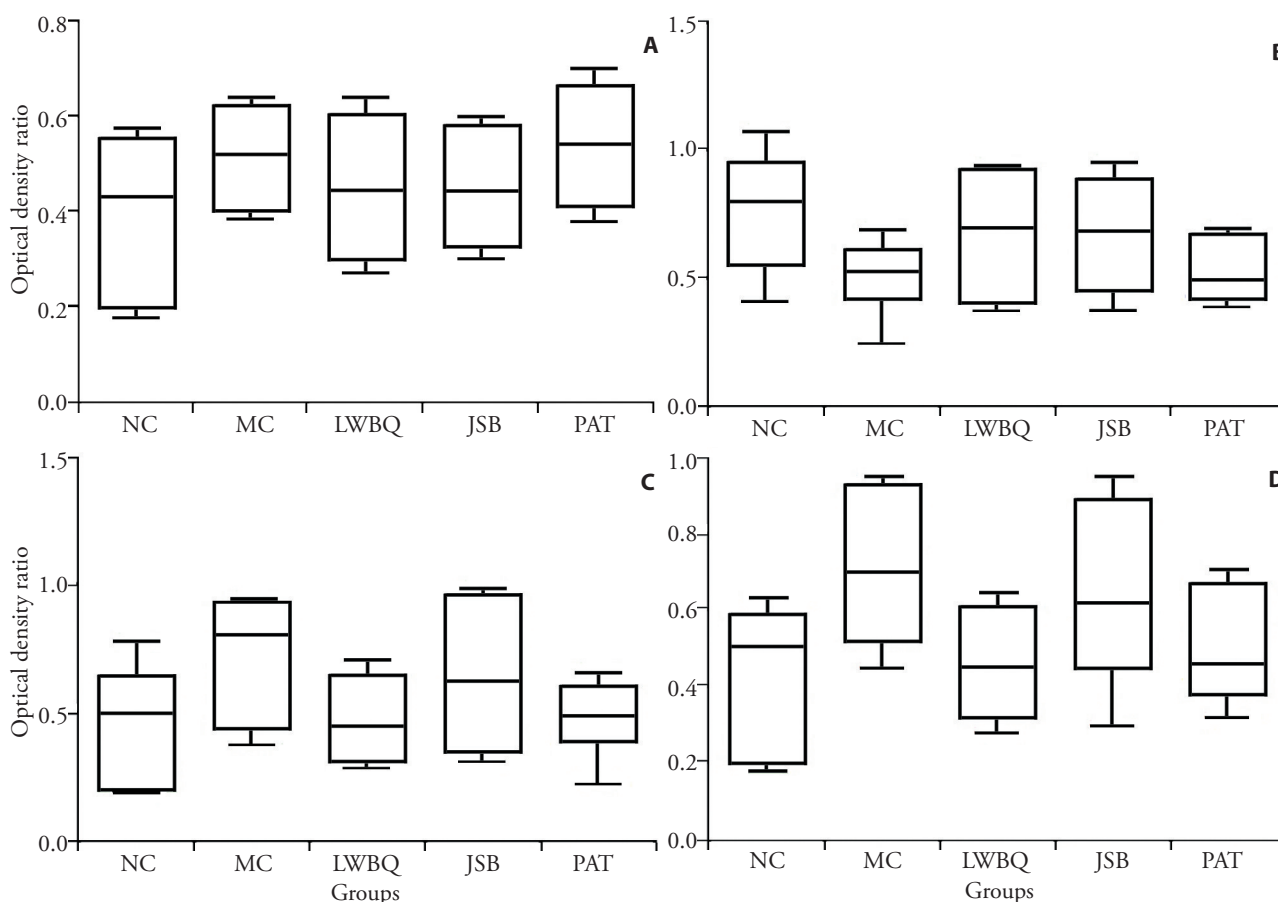 A
Optical density ratio
0.8
0.6
0.4
0.2
0.0
NC MC LWBQ JSB PAT
B
1.5
1.0
0.5
0.0
NC MC LWBQ JSB PAT
C
Optical density ratio
1.5
1.0
0.5
0.0
NC MC LWBQ JSB PAT
Groups
D
1.0
0.8
0.6
0.4
0.2
0.0
NC MC LWBQ JSB PAT
Groups